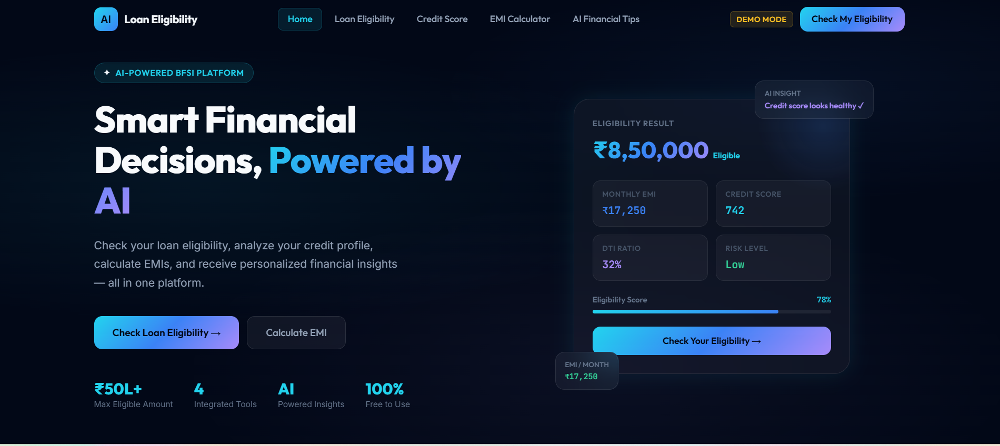 AI Loan Eligibility
Home Loan Eligibility Credit Score EMI Calculator AI Financial Tips
DEMO MODE
Check My Eligibility
✦ AI-POWERED BFSI PLATFORM
Smart Financial
Decisions, Powered by
AI
Check your loan eligibility, analyze your credit profile,
calculate EMIs, and receive personalized financial insights
— all in one platform.
Check Loan Eligibility →
Calculate EMI
₹50L+
Max Eligible Amount
4
Integrated Tools
AI
Powered Insights
100%
Free to Use
AI INSIGHT
Credit score looks healthy ✓
ELIGIBILITY RESULT
₹8,50,000 Eligible
MONTHLY EMI
₹17,250
CREDIT SCORE
742
DTI RATIO
32%
RISK LEVEL
Low
Eligibility Score 78%
Check Your Eligibility →
EMI / MONTH
₹17,250